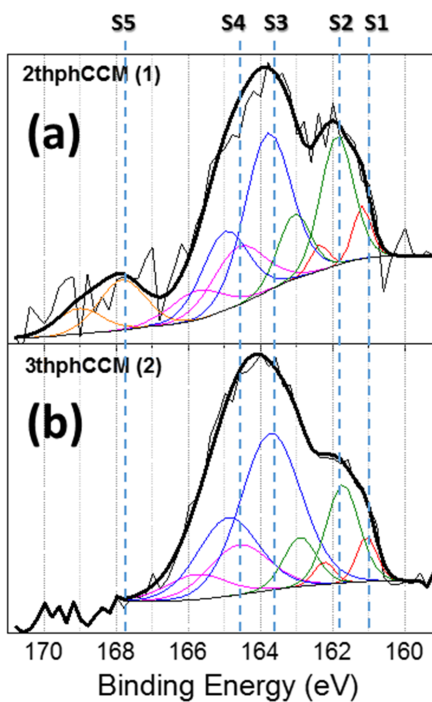 S5 S4 S3 S2 S1
2thphCCM (1)
(a)
3thphCCM (2)
(b)
170 168 166 164 162 160
Binding Energy (eV)